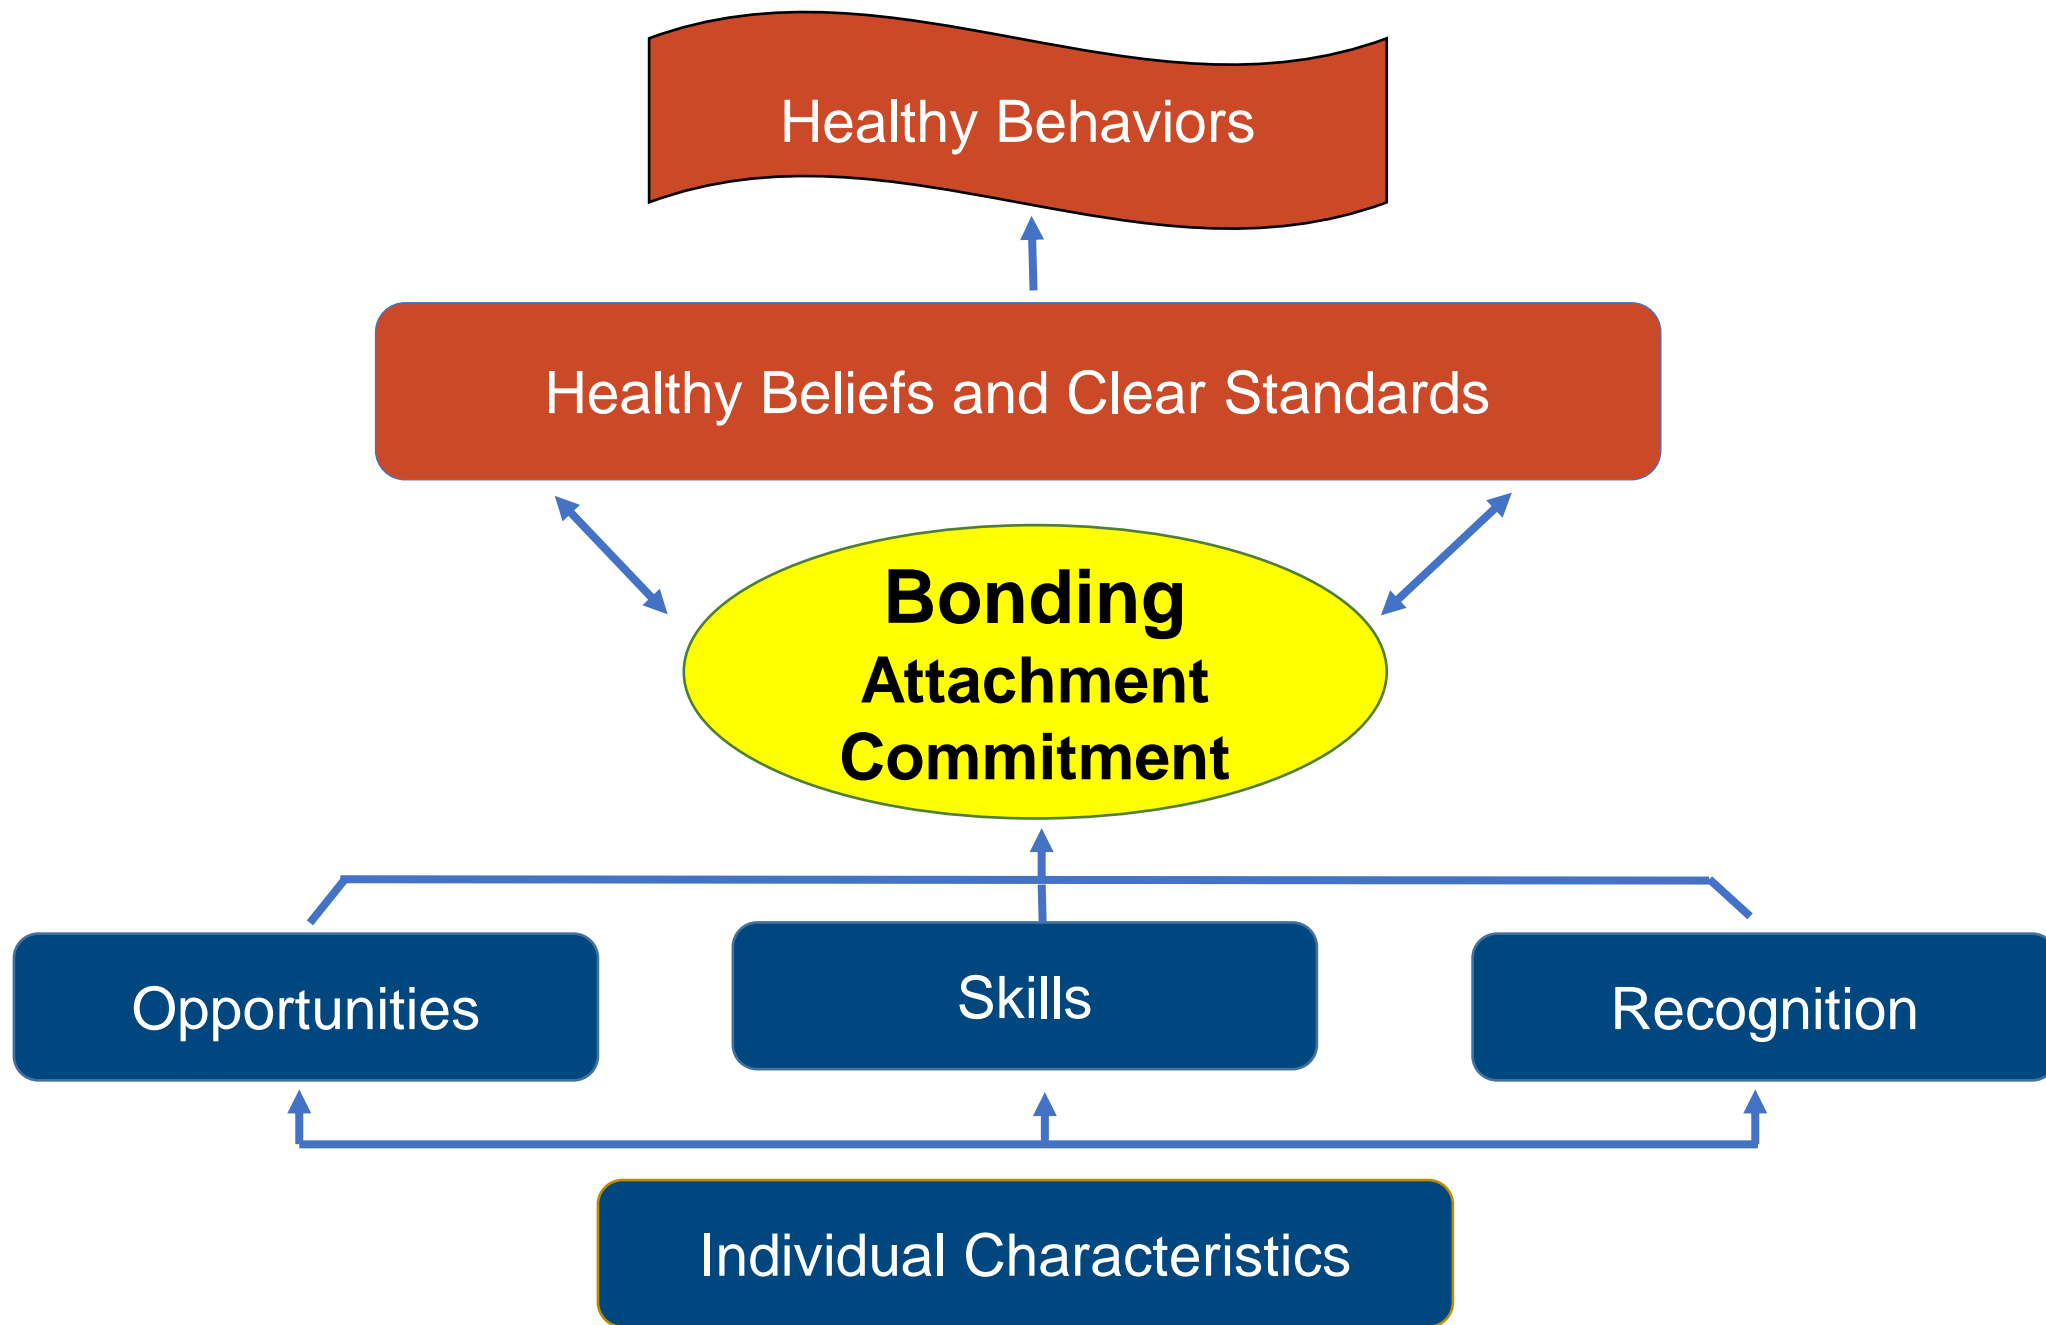 Healthy Behaviors
Healthy Beliefs and Clear Standards
Bonding
Attachment
Commitment
Opportunities
Skills
Recognition
Individual Characteristics